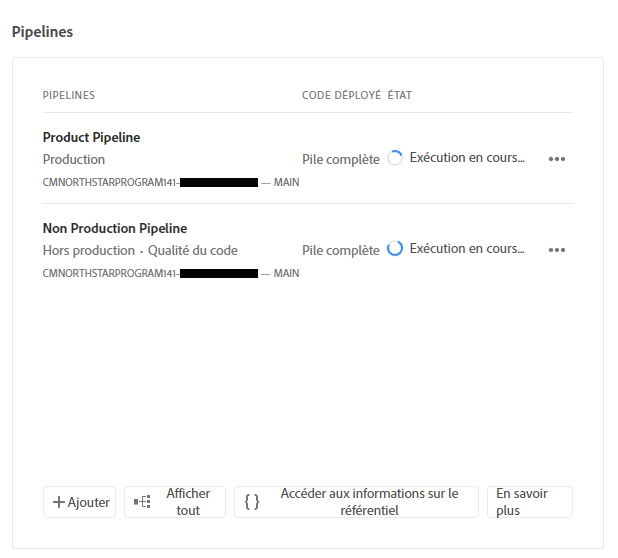 Pipelines
PIPELINES CODE DÉPLOYÉ ÉTAT
Product Pipeline
Production Pile complète Exécution en cours...
CMNORTHSTARPROGRAM141- — MAIN
Non Production Pipeline
Hors production · Qualité du code Pile complète Exécution en cours...
CMNORTHSTARPROGRAM141- — MAIN
Ajouter
Afficher
tout
Accéder aux informations sur le
référentiel
En savoir
plus